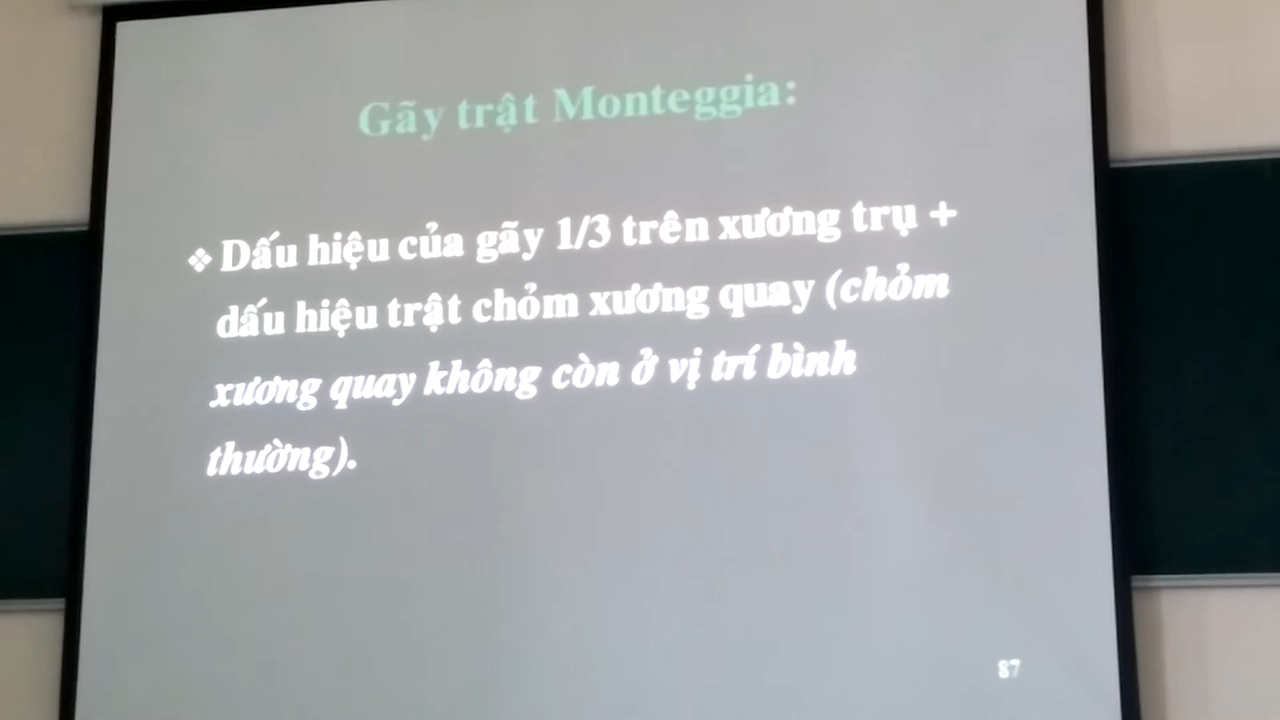 Gãy trật Monteggia:
❖ Dấu hiệu của gãy 1/3 trên xương trụ +
dấu hiệu trật chỏm xương quay (chỏm
xương quay không còn ở vị trí bình
thường).
87